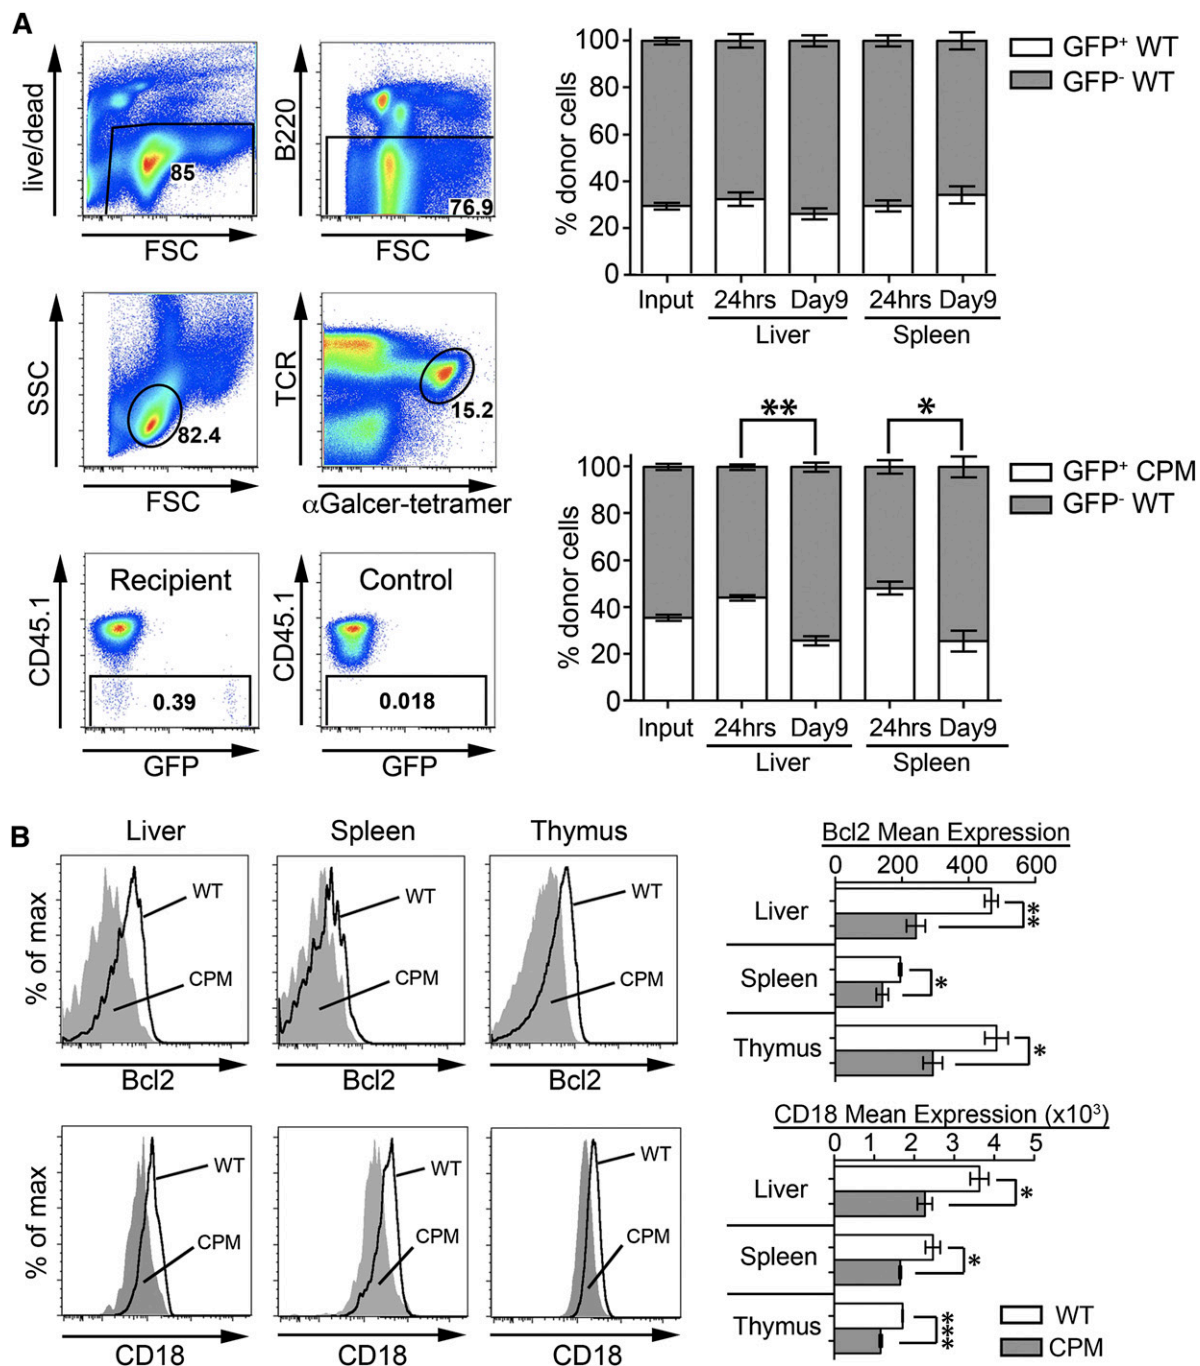 A
live/dead
85
FSC
B220
76.9
FSC
SSC
82.4
FSC
TCR
15.2
αGalcer-tetramer
CD45.1
Recipient
0.39
GFP
CD45.1
Control
0.018
GFP
% donor cells
100
80
60
40
20
0
Input
24hrs Day9
Liver
24hrs Day9
Spleen
GFP⁺ WT
GFP⁻ WT
% donor cells
100
80
60
40
20
0
**
*
Input
24hrs Day9
Liver
24hrs Day9
Spleen
GFP⁺ CPM
GFP⁻ WT
B
Liver
Spleen
Thymus
% of max
WT
CPM
Bcl2
WT
CPM
Bcl2
WT
CPM
Bcl2
% of max
WT
CPM
CD18
WT
CPM
CD18
WT
CPM
CD18
Bcl2 Mean Expression
0 200 400 600
Liver
**
Spleen
*
Thymus
*
CD18 Mean Expression (x10³)
0 1 2 3 4 5
Liver
*
Spleen
*
Thymus
***
WT
CPM